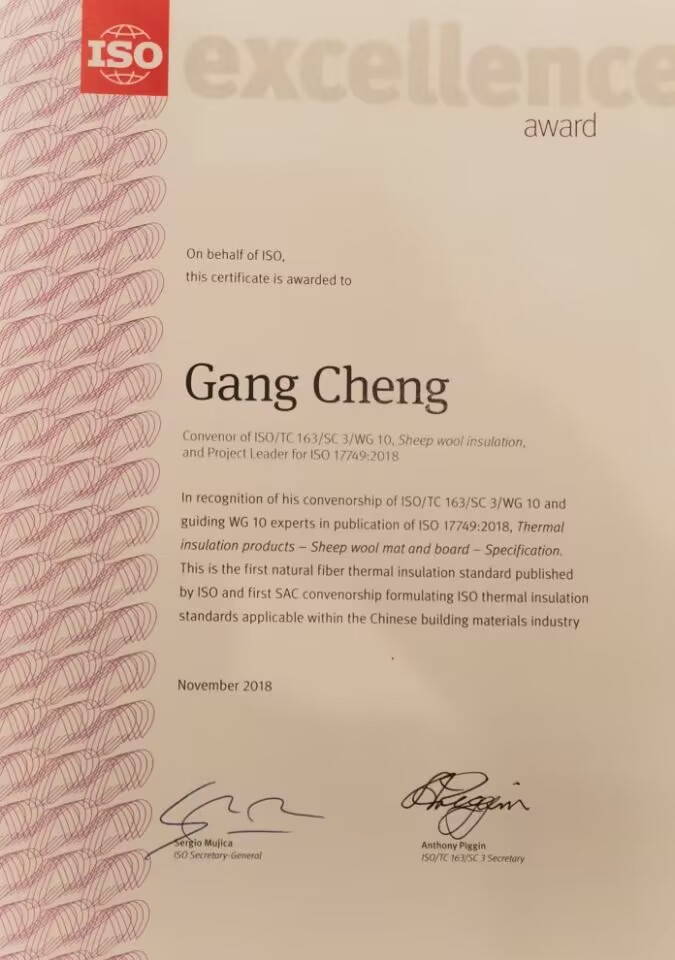 ISO
excellence
award
On behalf of ISO,
this certificate is awarded to
Gang Cheng
Convenor of ISO/TC 163/SC 3/WG 10, Sheep wool insulation,
and Project Leader for ISO 17749:2018
In recognition of his convenorship of ISO/TC 163/SC 3/WG 10 and
guiding WG 10 experts in publication of ISO 17749:2018, Thermal
insulation products – Sheep wool mat and board – Specification.
This is the first natural fiber thermal insulation standard published
by ISO and first SAC convenorship formulating ISO thermal insulation
standards applicable within the Chinese building materials industry
November 2018
Sergio Mujica
ISO Secretary-General
Anthony Piggin
ISO/TC 163/SC 3 Secretary